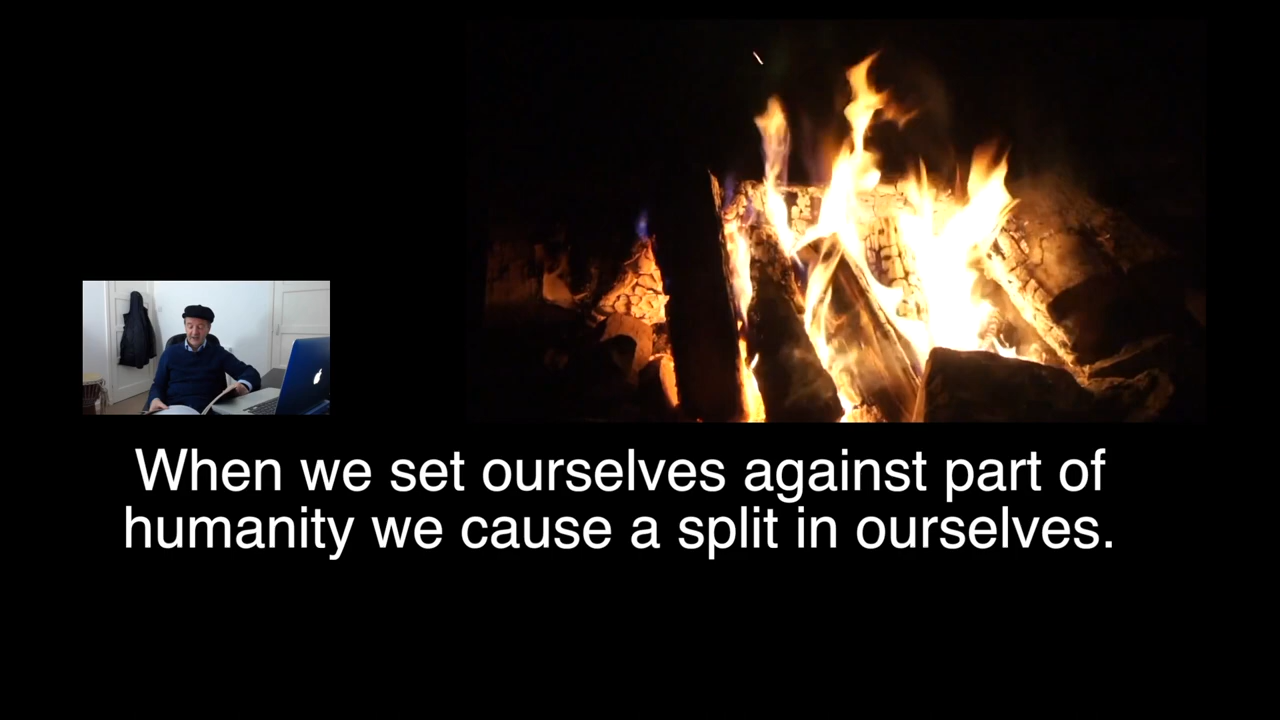 When we set ourselves against part of
humanity we cause a split in ourselves.